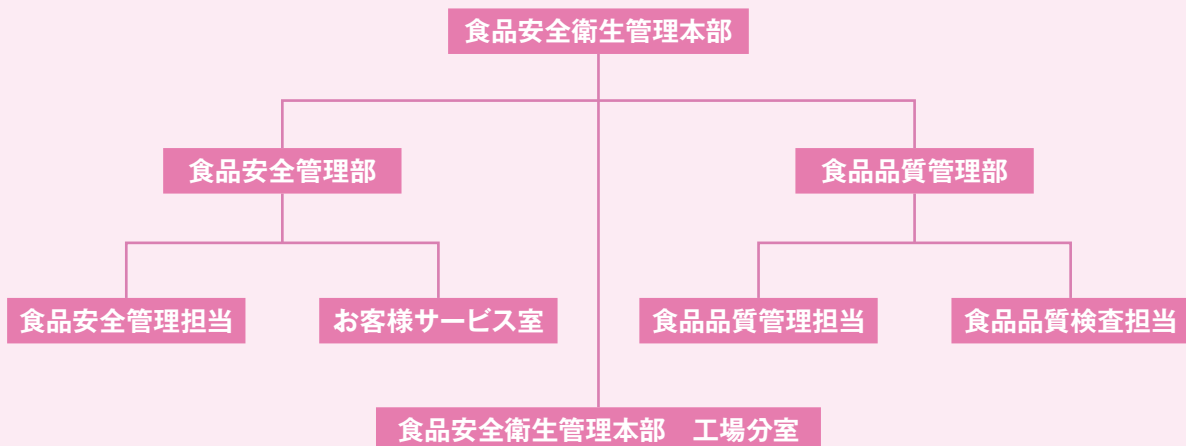 食品安全衛生管理本部
食品安全管理部
食品品質管理部
食品安全管理担当
お客様サービス室
食品品質管理担当
食品品質検査担当
食品安全衛生管理本部　工場分室